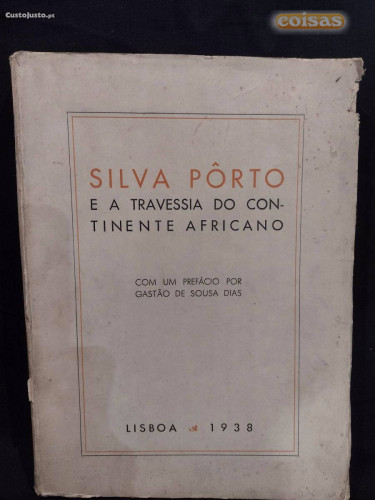 CustoJusto.pt
coisas
SILVA PÔRTO
E A TRAVESSIA DO CON-
TINENTE AFRICANO
COM UM PREFÁCIO POR
GASTÃO DE SOUSA DIAS
LISBOA 1938